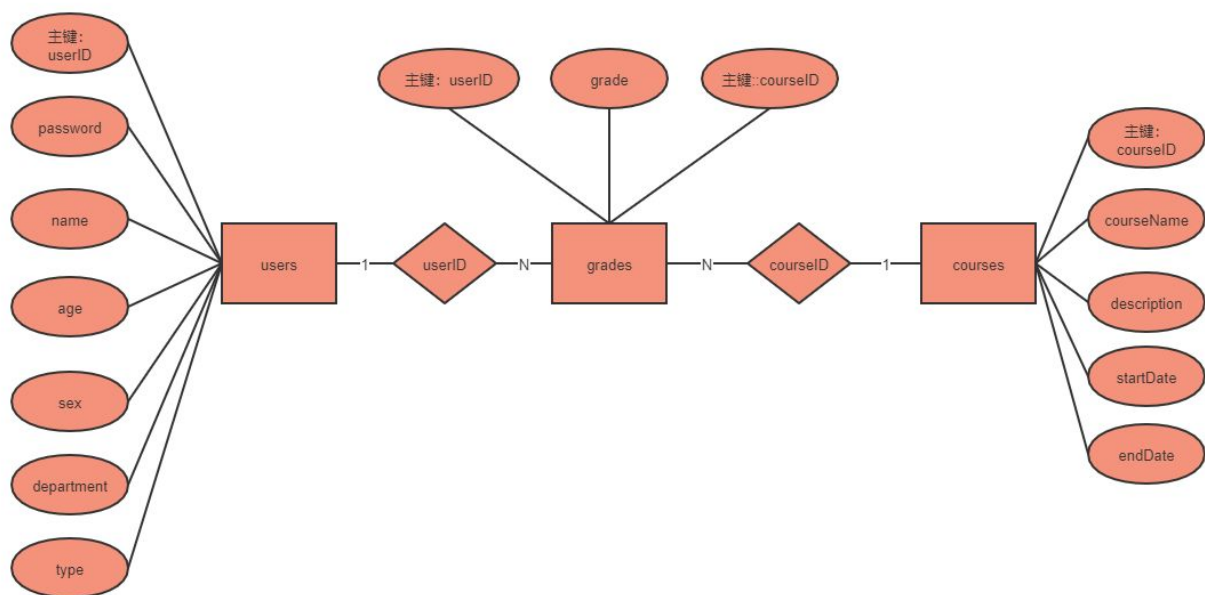 主键：
userID
password
name
age
sex
department
type
主键：userID
grade
主键::courseID
users
1
userID
N
grades
N
courseID
1
courses
主键：
courseID
courseName
description
startDate
endDate